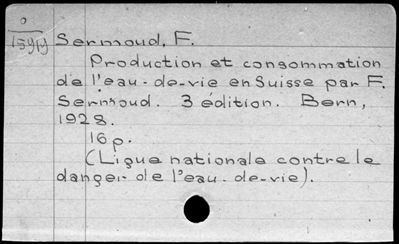 o
15919
Sermoud, F.
Production et consommation
de l'eau-de-vie en Suisse par F.
Sermoud. 3 édition. Bern,
1928.
16 p.
(Ligue nationale contre le
danger de l'eau-de-vie).